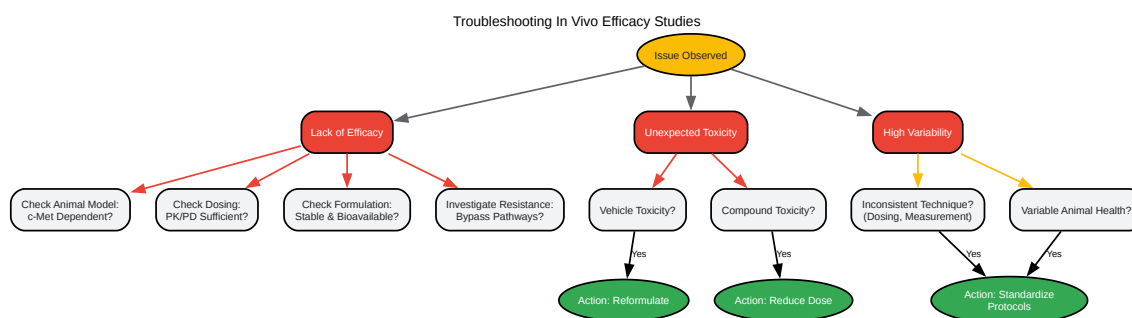 Troubleshooting In Vivo Efficacy Studies
Issue Observed
Lack of Efficacy
Unexpected Toxicity
High Variability
Check Animal Model:
c-Met Dependent?
Check Dosing:
PK/PD Sufficient?
Check Formulation:
Stable & Bioavailable?
Investigate Resistance:
Bypass Pathways?
Vehicle Toxicity?
Compound Toxicity?
Inconsistent Technique?
(Dosing, Measurement)
Variable Animal Health?
Yes
Yes
Yes
Yes
Action: Reformulate
Action: Reduce Dose
Action: Standardize
Protocols